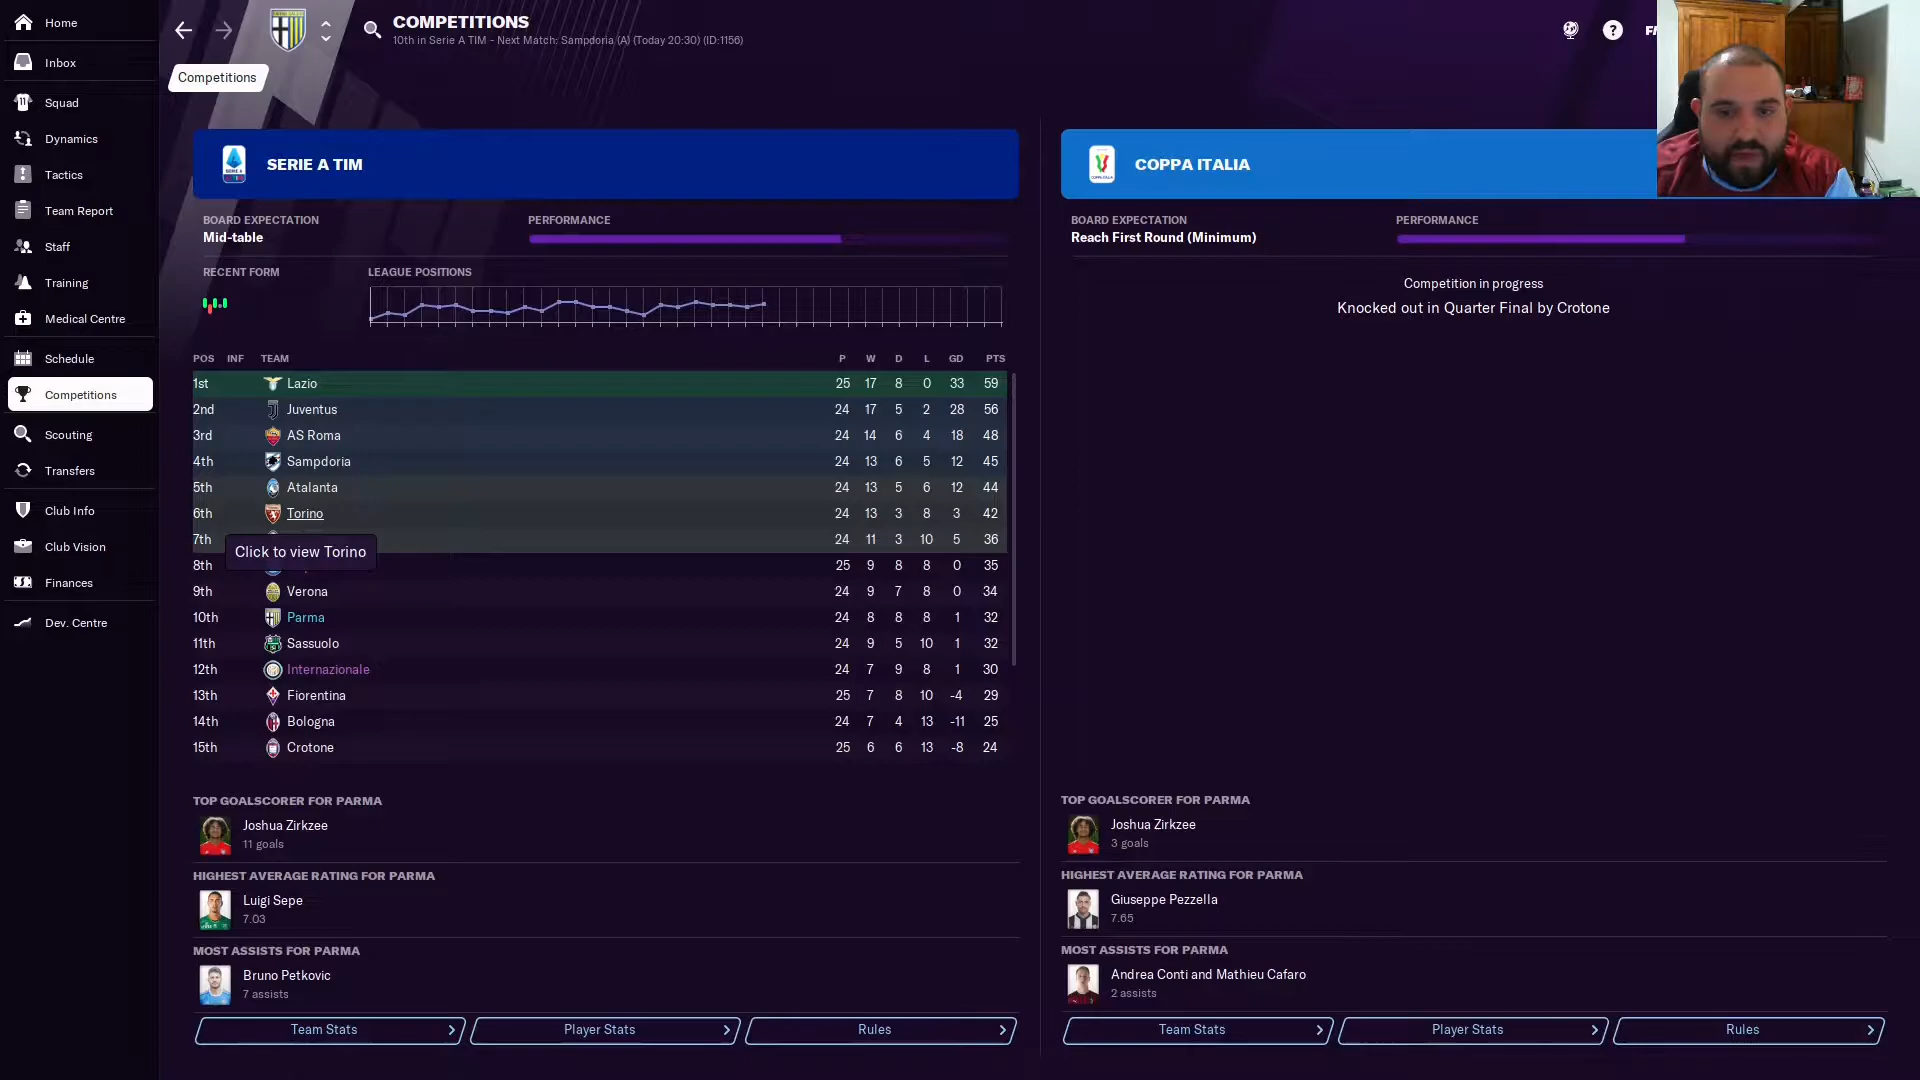 Home
Inbox
Squad
Dynamics
Tactics
Team Report
Staff
Training
Medical Centre
Schedule
Competitions
Scouting
Transfers
Club Info
Club Vision
Finances
Dev. Centre
COMPETITIONS
10th in Serie A TIM - Next Match: Sampdoria (A) (Today 20:30) (ID:1156)
Competitions
SERIE A TIM
BOARD EXPECTATION PERFORMANCE
Mid-table
RECENT FORM LEAGUE POSITIONS
POS INF TEAM P W D L GD PTS
1st Lazio 25 17 8 0 33 59
2nd Juventus 24 17 5 2 28 56
3rd AS Roma 24 14 6 4 18 48
4th Sampdoria 24 13 6 5 12 45
5th Atalanta 24 13 5 6 12 44
6th Torino 24 13 3 8 3 42
7th 24 11 3 10 5 36
Click to view Torino
8th 25 9 8 8 0 35
9th Verona 24 9 7 8 0 34
10th Parma 24 8 8 8 1 32
11th Sassuolo 24 9 5 10 1 32
12th Internazionale 24 7 9 8 1 30
13th Fiorentina 25 7 8 10 -4 29
14th Bologna 24 7 4 13 -11 25
15th Crotone 25 6 6 13 -8 24
TOP GOALSCORER FOR PARMA
Joshua Zirkzee
11 goals
HIGHEST AVERAGE RATING FOR PARMA
Luigi Sepe
7.03
MOST ASSISTS FOR PARMA
Bruno Petkovic
7 assists
Team Stats Player Stats Rules
COPPA ITALIA
BOARD EXPECTATION PERFORMANCE
Reach First Round (Minimum)
Competition in progress
Knocked out in Quarter Final by Crotone
TOP GOALSCORER FOR PARMA
Joshua Zirkzee
3 goals
HIGHEST AVERAGE RATING FOR PARMA
Giuseppe Pezzella
7.65
MOST ASSISTS FOR PARMA
Andrea Conti and Mathieu Cafaro
2 assists
Team Stats Player Stats Rules